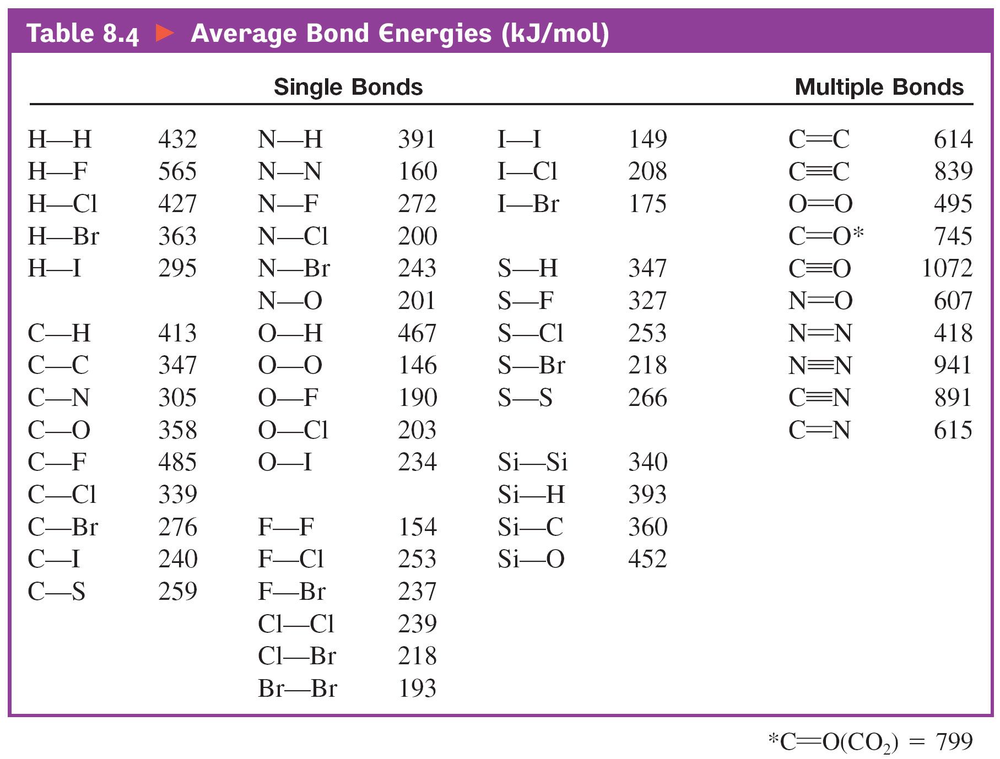 Table 8.4 ▶ Average Bond Energies (kJ/mol)
Single Bonds Multiple Bonds
H—H 432 N—H 391 I—I 149 C=C 614
H—F 565 N—N 160 I—Cl 208 C≡C 839
H—Cl 427 N—F 272 I—Br 175 O=O 495
H—Br 363 N—Cl 200 C=O* 745
H—I 295 N—Br 243 S—H 347 C≡O 1072
N—O 201 S—F 327 N=O 607
C—H 413 O—H 467 S—Cl 253 N=N 418
C—C 347 O—O 146 S—Br 218 N≡N 941
C—N 305 O—F 190 S—S 266 C≡N 891
C—O 358 O—Cl 203 C=N 615
C—F 485 O—I 234 Si—Si 340
C—Cl 339 Si—H 393
C—Br 276 F—F 154 Si—C 360
C—I 240 F—Cl 253 Si—O 452
C—S 259 F—Br 237
Cl—Cl 239
Cl—Br 218
Br—Br 193
*C=O(CO₂) = 799